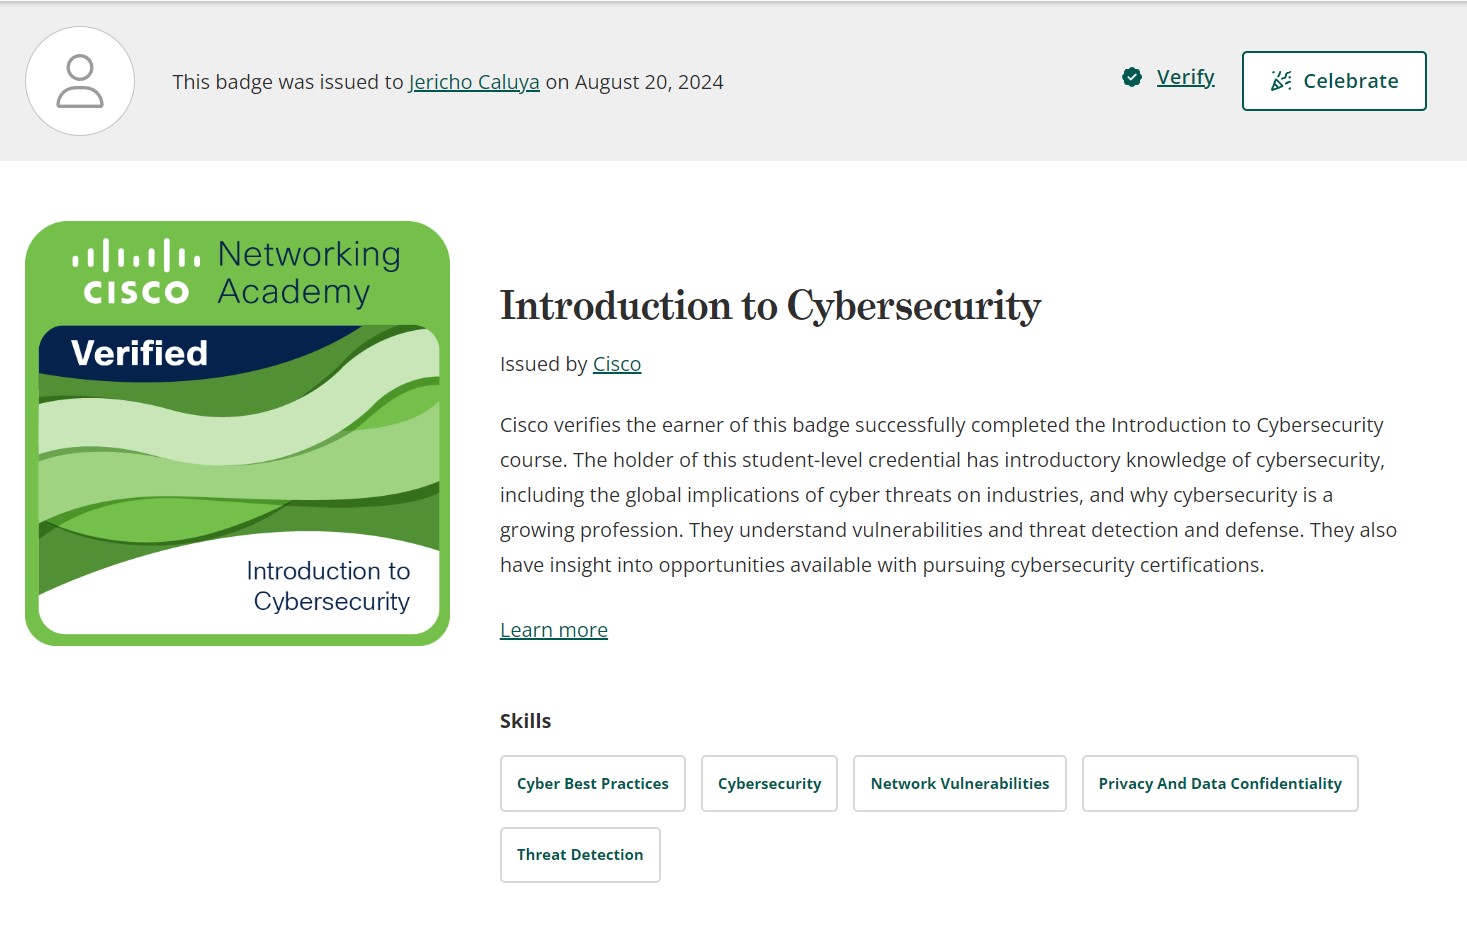 This badge was issued to Jericho Caluya on August 20, 2024
Verify
Celebrate
CISCO
Networking
Academy
Verified
Introduction to
Cybersecurity
Introduction to Cybersecurity
Issued by Cisco
Cisco verifies the earner of this badge successfully completed the Introduction to Cybersecurity
course. The holder of this student-level credential has introductory knowledge of cybersecurity,
including the global implications of cyber threats on industries, and why cybersecurity is a
growing profession. They understand vulnerabilities and threat detection and defense. They also
have insight into opportunities available with pursuing cybersecurity certifications.
Learn more
Skills
Cyber Best Practices
Cybersecurity
Network Vulnerabilities
Privacy And Data Confidentiality
Threat Detection